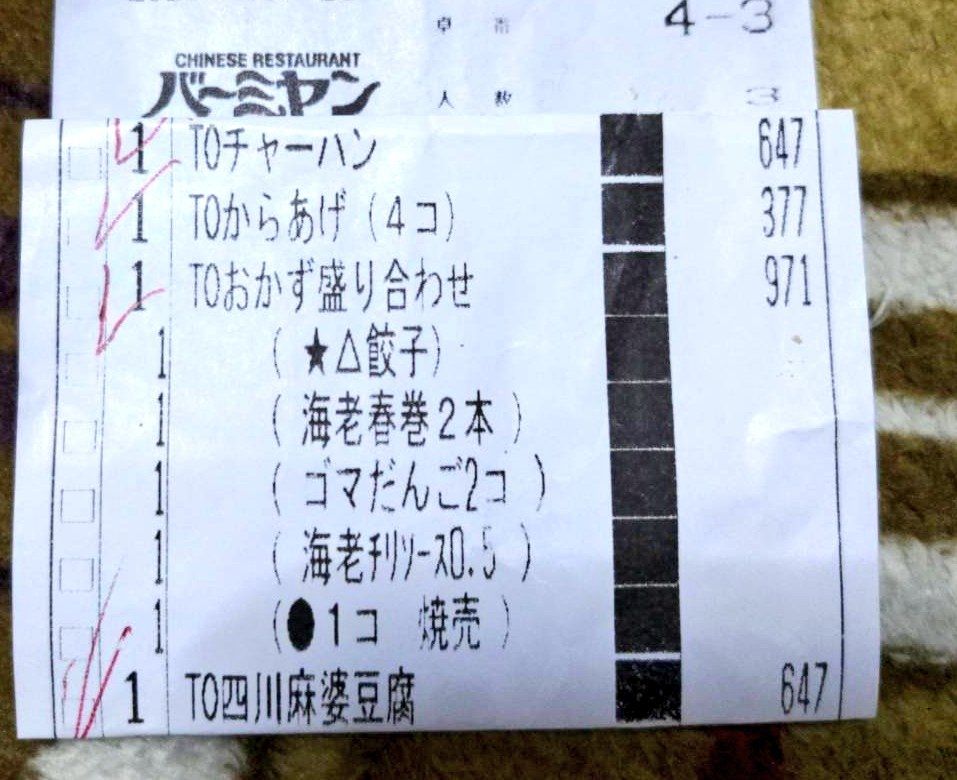 卓 番 4-3
CHINESE RESTAURANT
バーミヤン
人 数 3
1 TOチャーハン 647
1 TOからあげ(4コ) 377
1 TOおかず盛り合わせ 971
1 (★△餃子)
1 (海老春巻2本)
1 (ゴマだんご2コ)
1 (海老チリソース0.5)
1 (●1コ 焼売)
1 TO四川麻婆豆腐 647